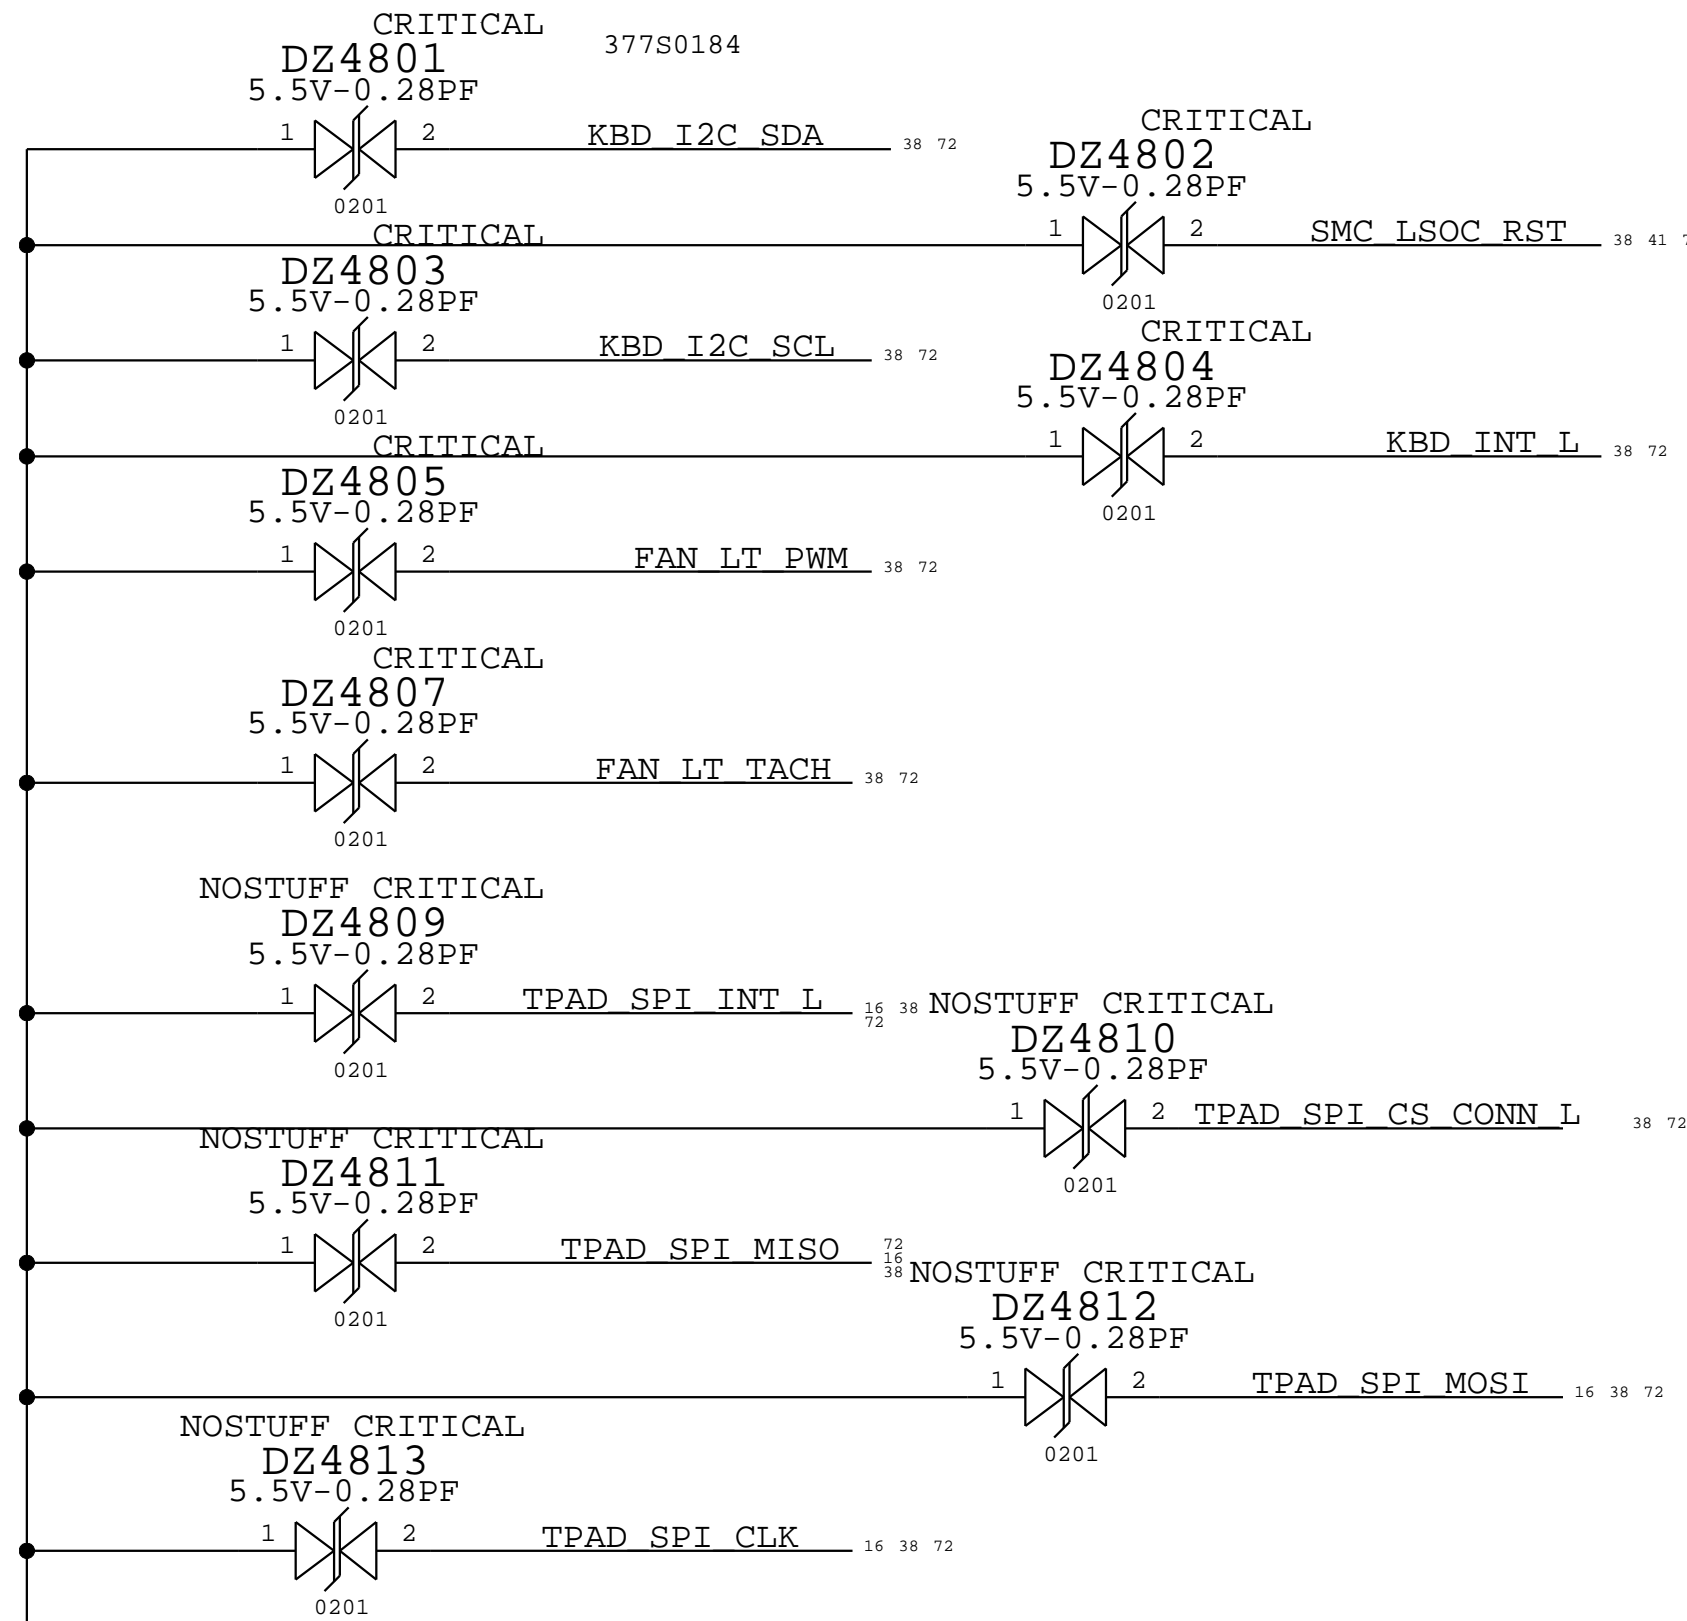 CRITICAL
DZ4801
377S0184
5.5V-0.28PF
1 2 KBD_I2C_SDA 38 72
0201
CRITICAL
DZ4802
5.5V-0.28PF
1 2 SMC_LSOC_RST 38 41
0201
CRITICAL
DZ4803
5.5V-0.28PF
1 2 KBD_I2C_SCL 38 72
0201
CRITICAL
DZ4804
5.5V-0.28PF
1 2 KBD_INT_L 38 72
0201
CRITICAL
DZ4805
5.5V-0.28PF
1 2 FAN_LT_PWM 38 72
0201
CRITICAL
DZ4807
5.5V-0.28PF
1 2 FAN_LT_TACH 38 72
0201
NOSTUFF CRITICAL
DZ4809
5.5V-0.28PF
1 2 TPAD_SPI_INT_L 16 38
72
0201
NOSTUFF CRITICAL
DZ4810
5.5V-0.28PF
1 2 TPAD_SPI_CS_CONN_L 38 72
0201
NOSTUFF CRITICAL
DZ4811
5.5V-0.28PF
1 2 TPAD_SPI_MISO 72
16
38
0201
NOSTUFF CRITICAL
DZ4812
5.5V-0.28PF
1 2 TPAD_SPI_MOSI 16 38 72
0201
NOSTUFF CRITICAL
DZ4813
5.5V-0.28PF
1 2 TPAD_SPI_CLK 16 38 72
0201